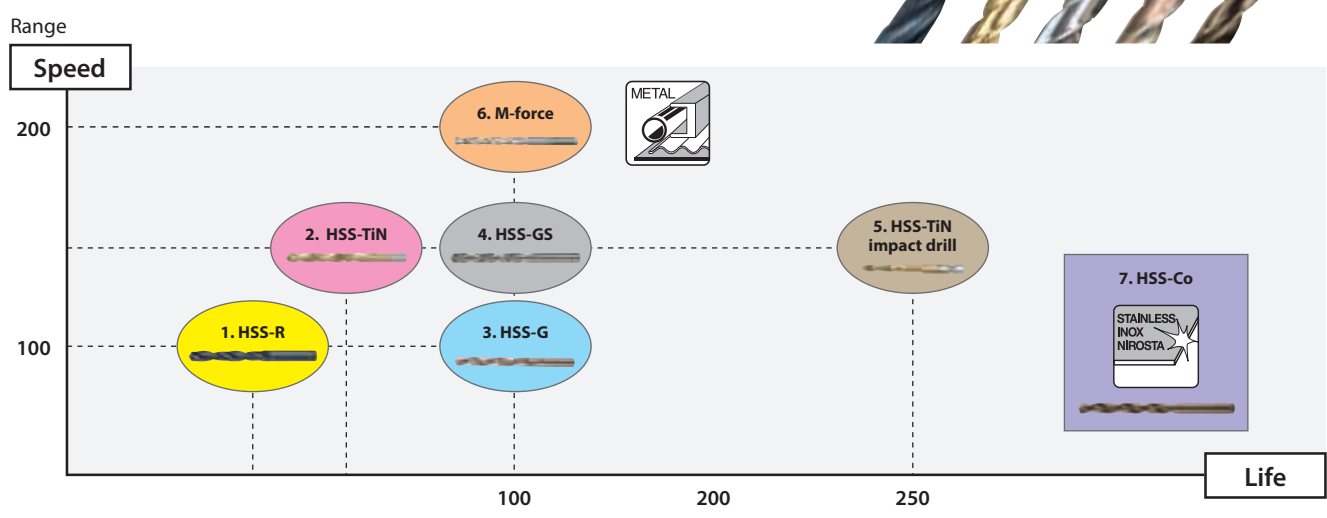 Range
Speed
200
6. M-force
METAL
2. HSS-TiN
4. HSS-GS
5. HSS-TiN
impact drill
7. HSS-Co
STAINLESS
INOX
NIROSTA
100
1. HSS-R
3. HSS-G
Life
100
200
250